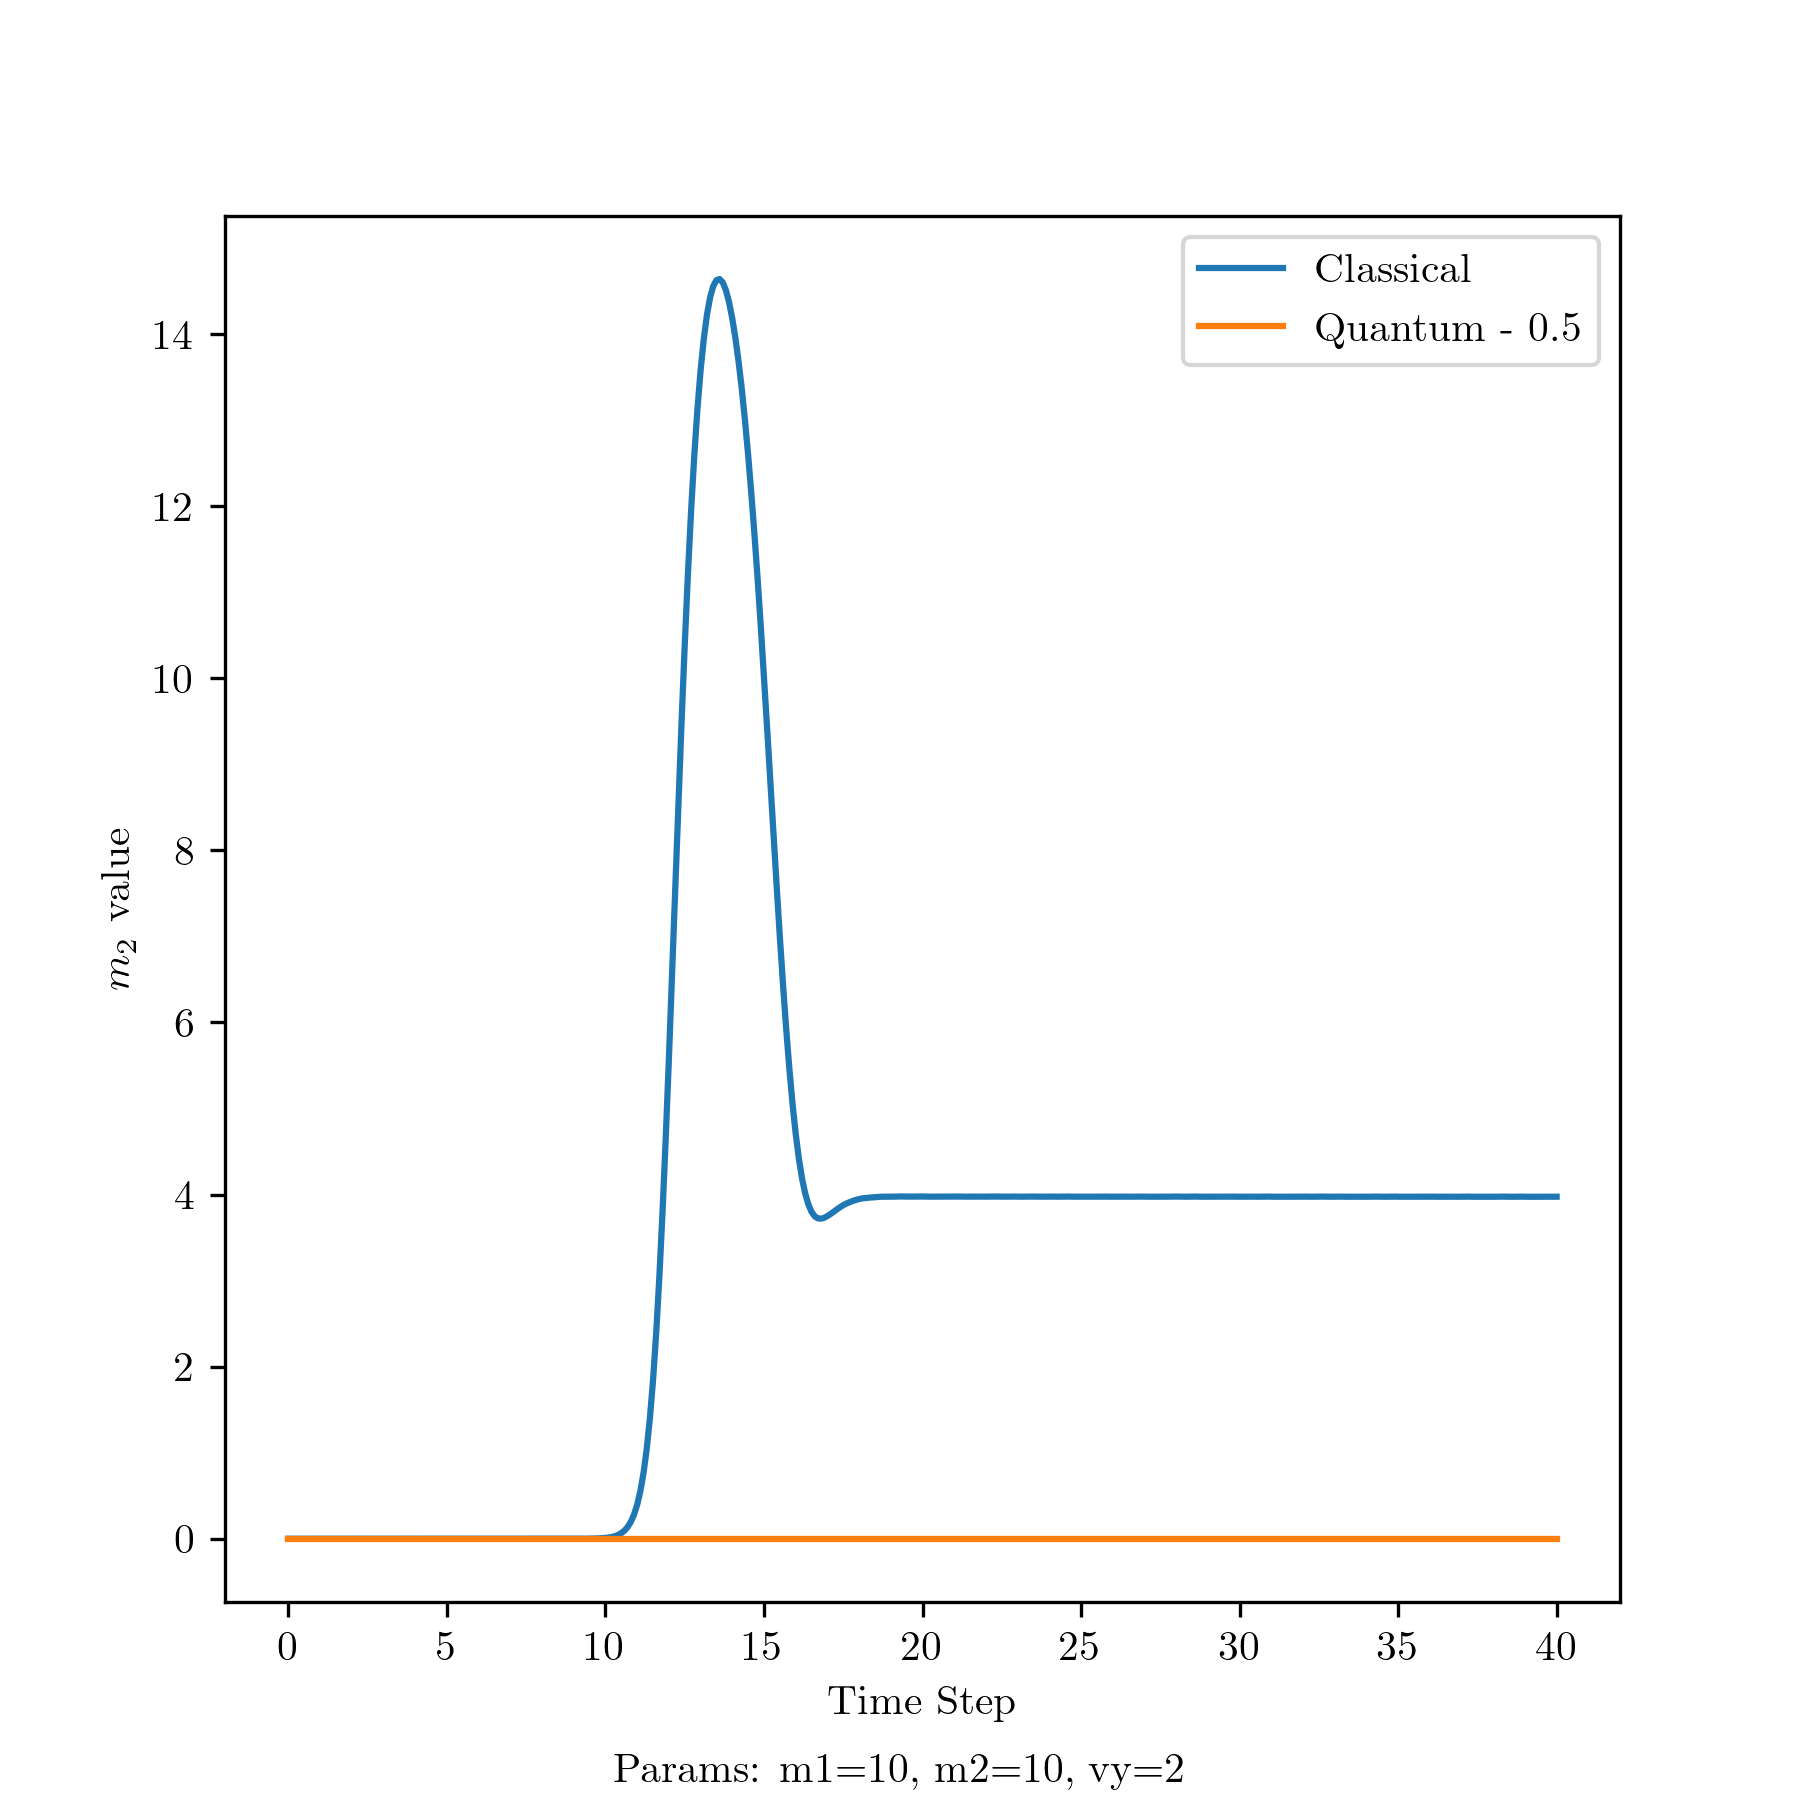 Classical
Quantum - 0.5
14
12
10
8
6
4
2
0
m₂ value
0 5 10 15 20 25 30 35 40
Time Step
Params: m1=10, m2=10, vy=2